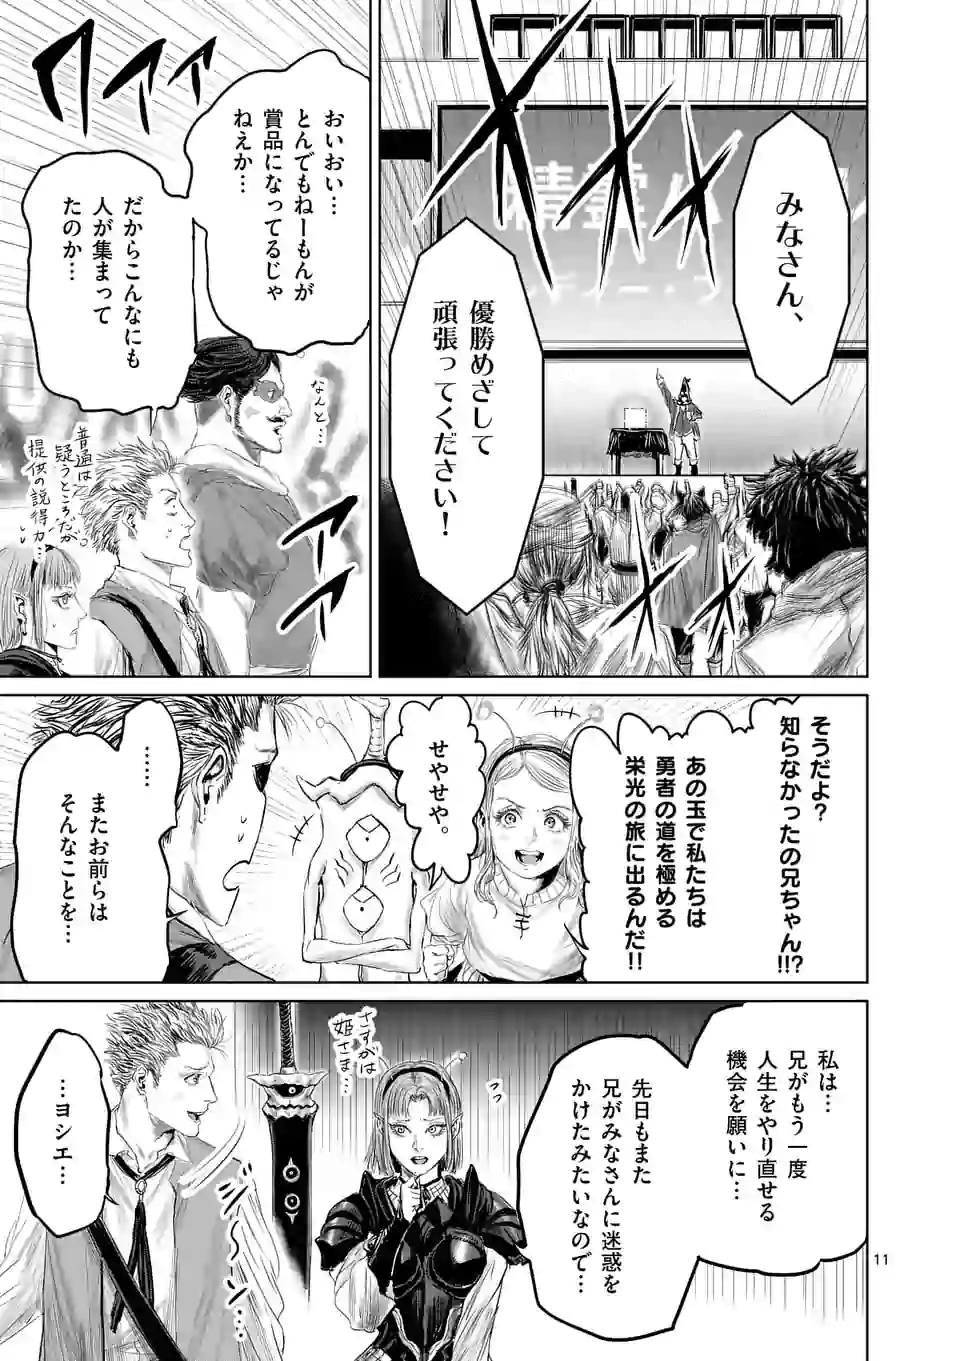 みなさん、
優勝めざして
頑張ってください!
精霊
おいおい…
とんでもねーもんが
賞品になってるじゃ
ねえか…
だからこんなにも
人が集まって
たのか…
ワァァァ
なんと…
普通は
疑うところだが
提供の説得力…
そうだよ?
知らなかったの兄ちゃん!!?
あの玉で私たちは
勇者の道を極める
栄光の旅に出るんだ!!
せやせや。
……
またお前らは
そんなことを…
私は…
兄がもう一度
人生をやり直せる
機会を願いに…
先日もまた
兄がみなさんに迷惑を
かけたみたいなので…
さすが
姫さま…
…ヨシエ…
11